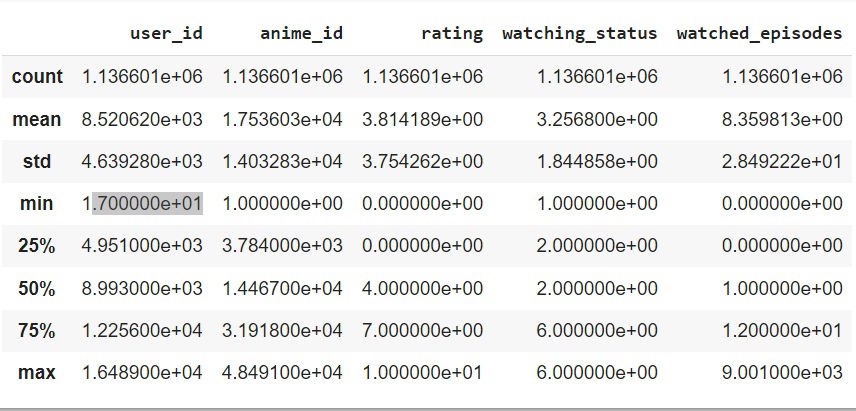 user_id anime_id rating watching_status watched_episodes
count 1.136601e+06 1.136601e+06 1.136601e+06 1.136601e+06 1.136601e+06
mean 8.520620e+03 1.753603e+04 3.814189e+00 3.256800e+00 8.359813e+00
std 4.639280e+03 1.403283e+04 3.754262e+00 1.844858e+00 2.849222e+01
min 1.700000e+01 1.000000e+00 0.000000e+00 1.000000e+00 0.000000e+00
25% 4.951000e+03 3.784000e+03 0.000000e+00 2.000000e+00 0.000000e+00
50% 8.993000e+03 1.446700e+04 4.000000e+00 2.000000e+00 1.000000e+00
75% 1.225600e+04 3.191800e+04 7.000000e+00 6.000000e+00 1.200000e+01
max 1.648900e+04 4.849100e+04 1.000000e+01 6.000000e+00 9.001000e+03